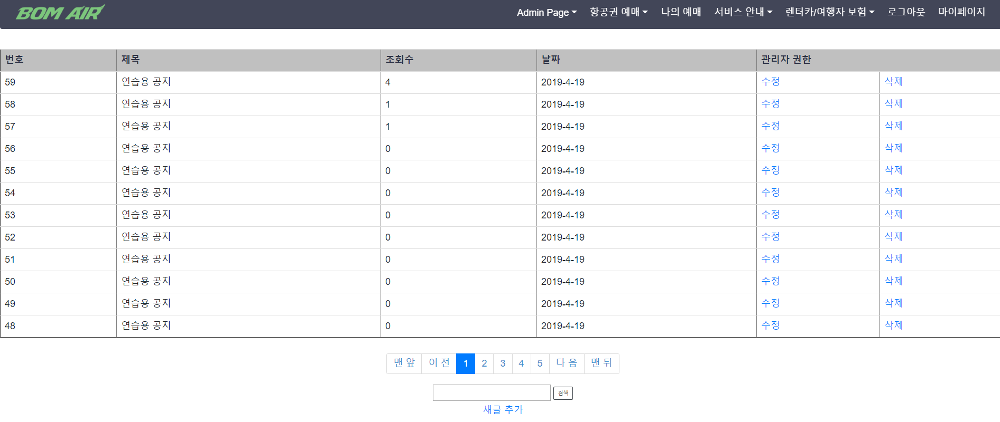 BOM AIR Admin Page 항공권 예매 나의 예매 서비스 안내 렌터카/여행자 보험 로그아웃 마이페이지
번호 제목 조회수 날짜 관리자 권한
59 연습용 공지 4 2019-4-19 수정 삭제
58 연습용 공지 1 2019-4-19 수정 삭제
57 연습용 공지 1 2019-4-19 수정 삭제
56 연습용 공지 0 2019-4-19 수정 삭제
55 연습용 공지 0 2019-4-19 수정 삭제
54 연습용 공지 0 2019-4-19 수정 삭제
53 연습용 공지 0 2019-4-19 수정 삭제
52 연습용 공지 0 2019-4-19 수정 삭제
51 연습용 공지 0 2019-4-19 수정 삭제
50 연습용 공지 0 2019-4-19 수정 삭제
49 연습용 공지 0 2019-4-19 수정 삭제
48 연습용 공지 0 2019-4-19 수정 삭제
맨 앞 이 전 1 2 3 4 5 다 음 맨 뒤
검색
새글 추가